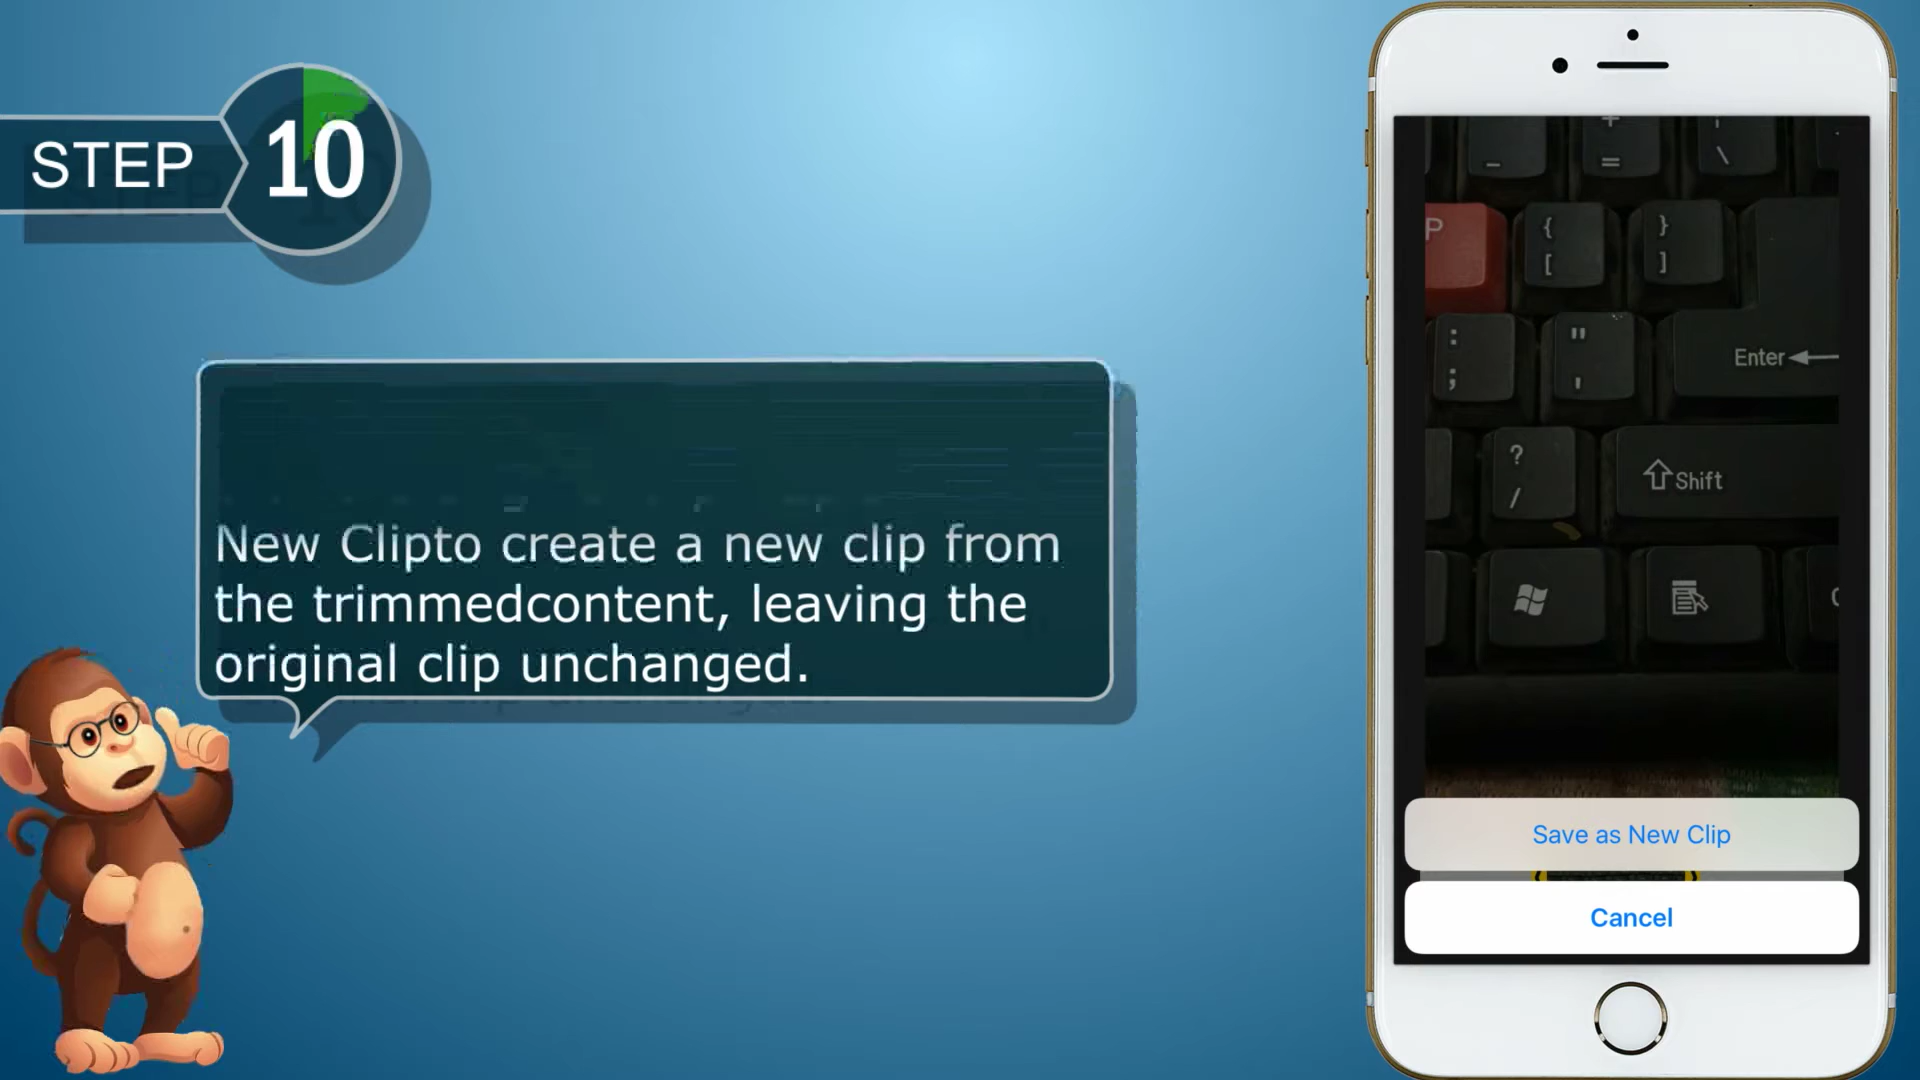 STEP
10
New Clipto create a new clip from
the trimmedcontent, leaving the
original clip unchanged.
+
_ = \
P { }
[ ]
: "
; '
Enter
?
/
Shift
Save as New Clip
Cancel